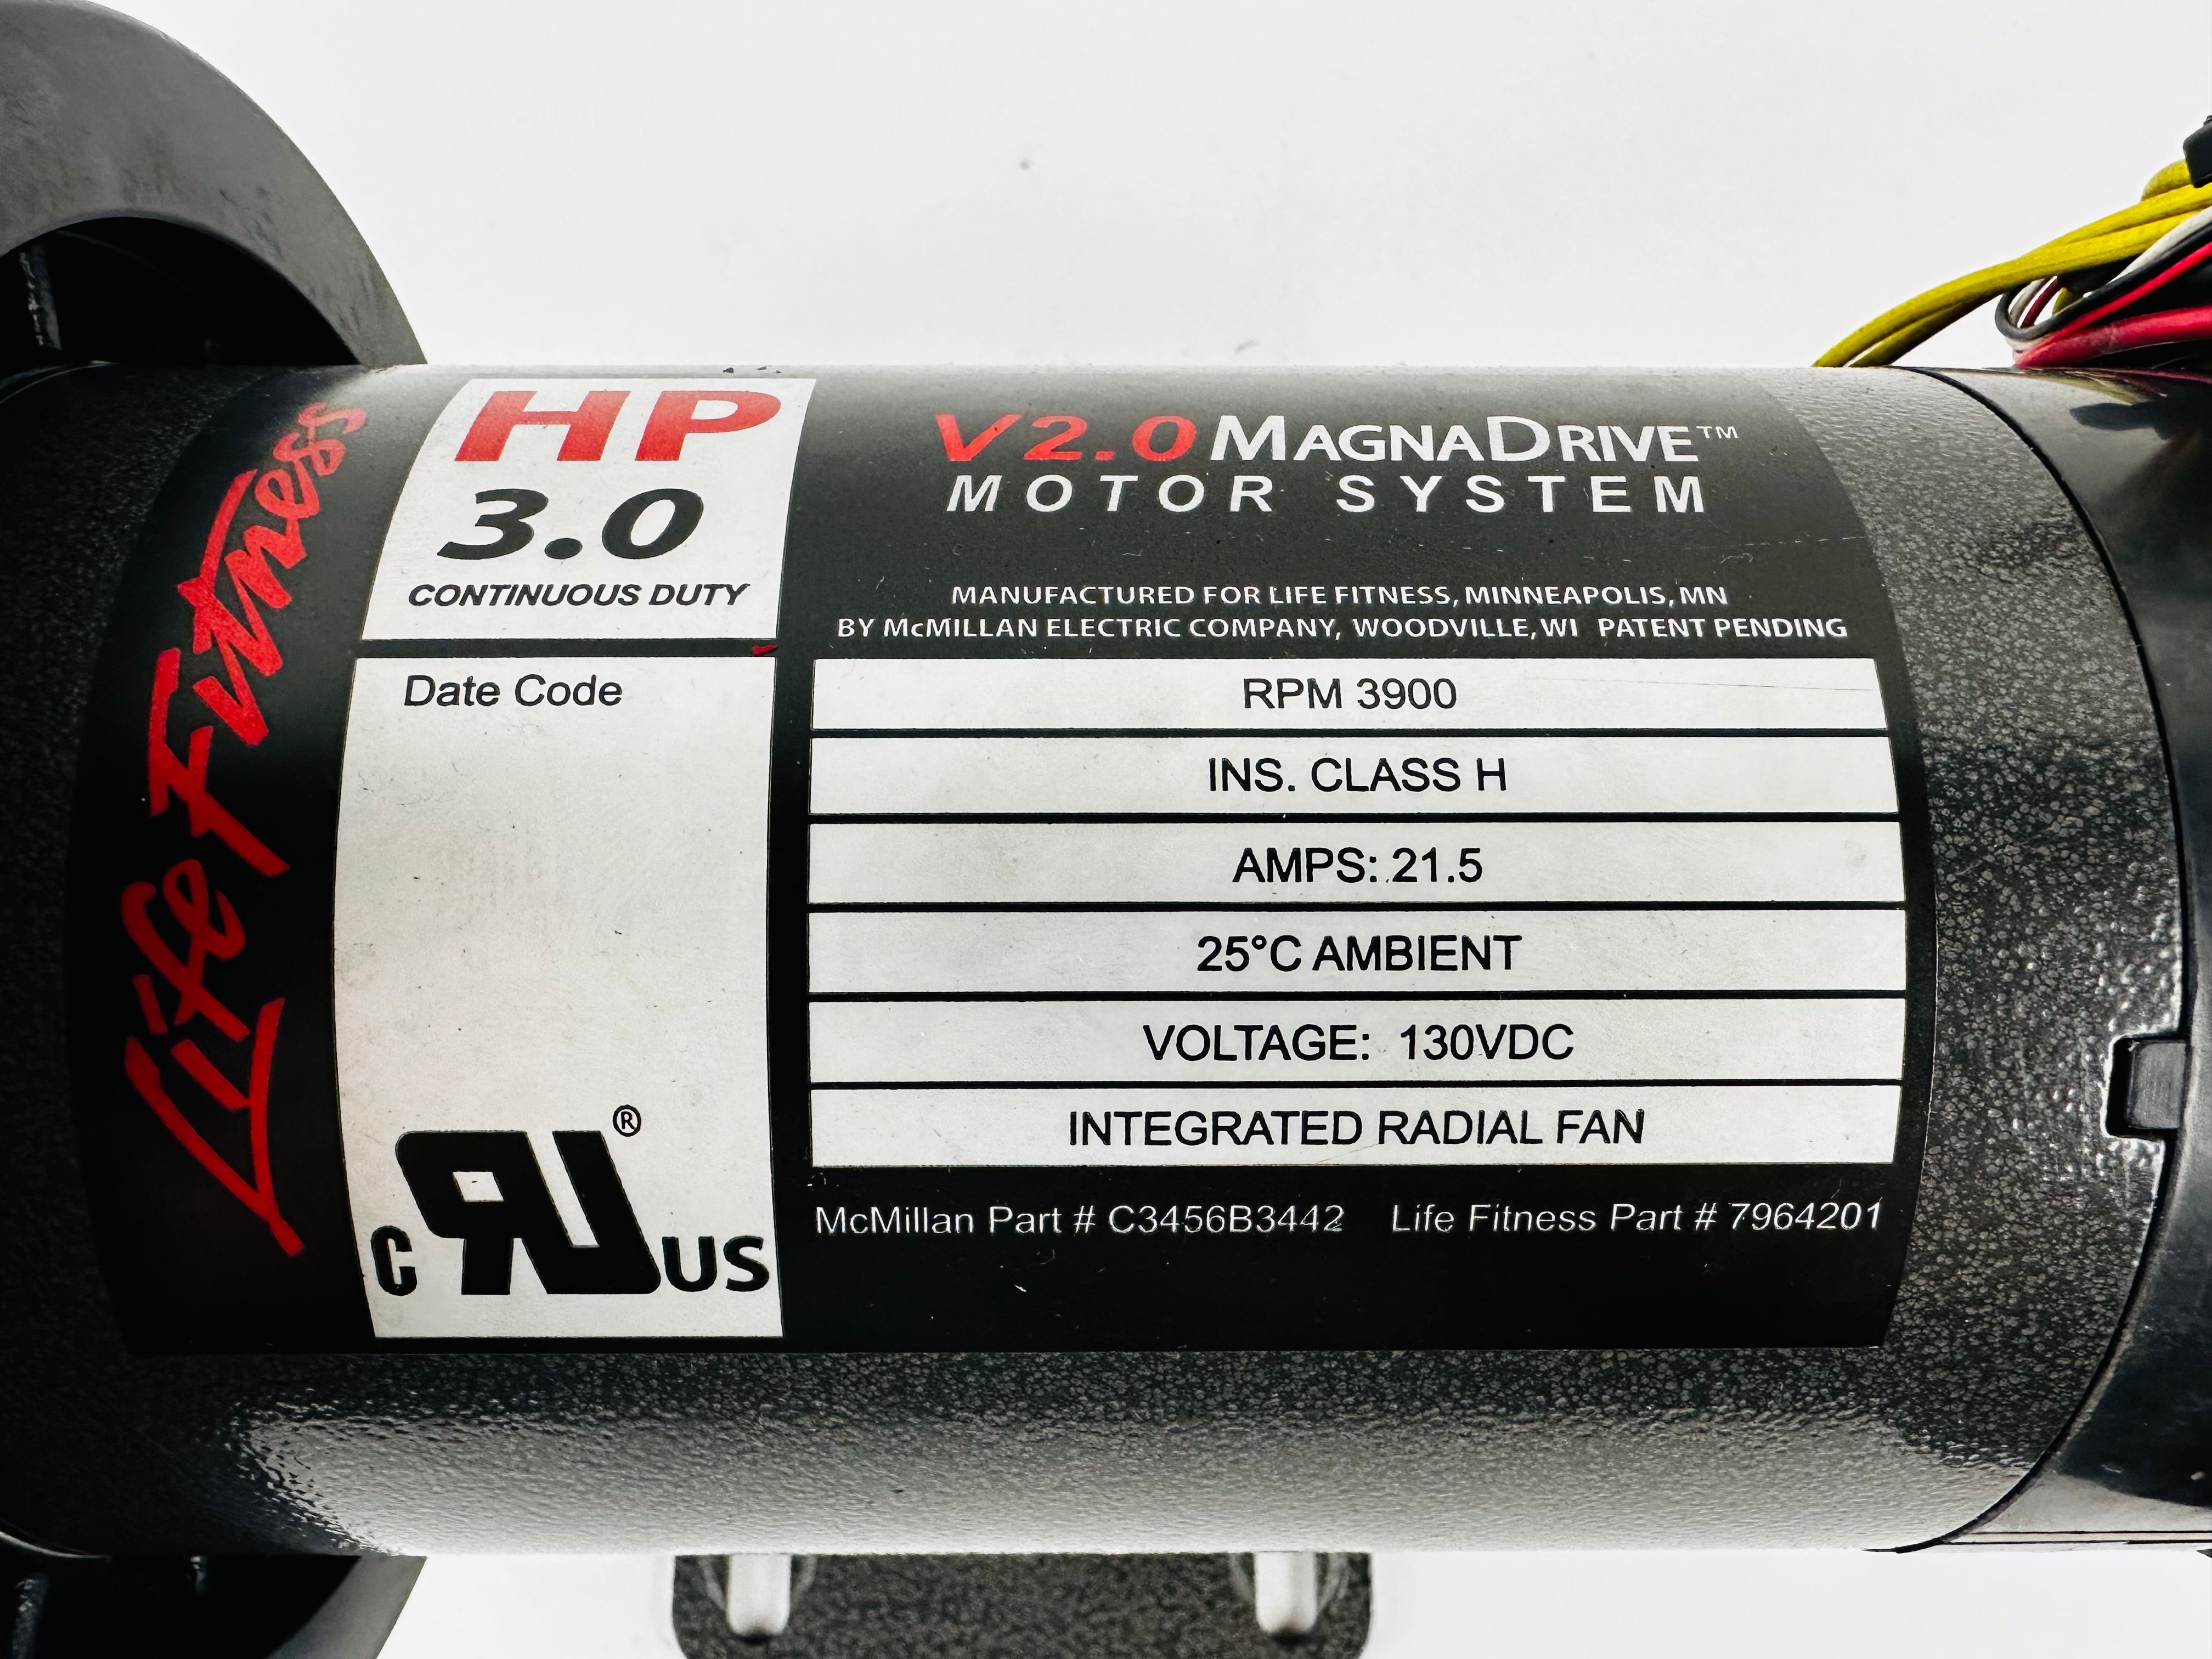 Life Fitness
HP
3.0
CONTINUOUS DUTY
Date Code
C RU® US
V2.0 MAGNADRIVE™
MOTOR SYSTEM
MANUFACTURED FOR LIFE FITNESS, MINNEAPOLIS, MN
BY McMILLAN ELECTRIC COMPANY, WOODVILLE, WI PATENT PENDING
RPM 3900
INS. CLASS H
AMPS: 21.5
25°C AMBIENT
VOLTAGE: 130VDC
INTEGRATED RADIAL FAN
McMillan Part # C3456B3442 Life Fitness Part # 7964201